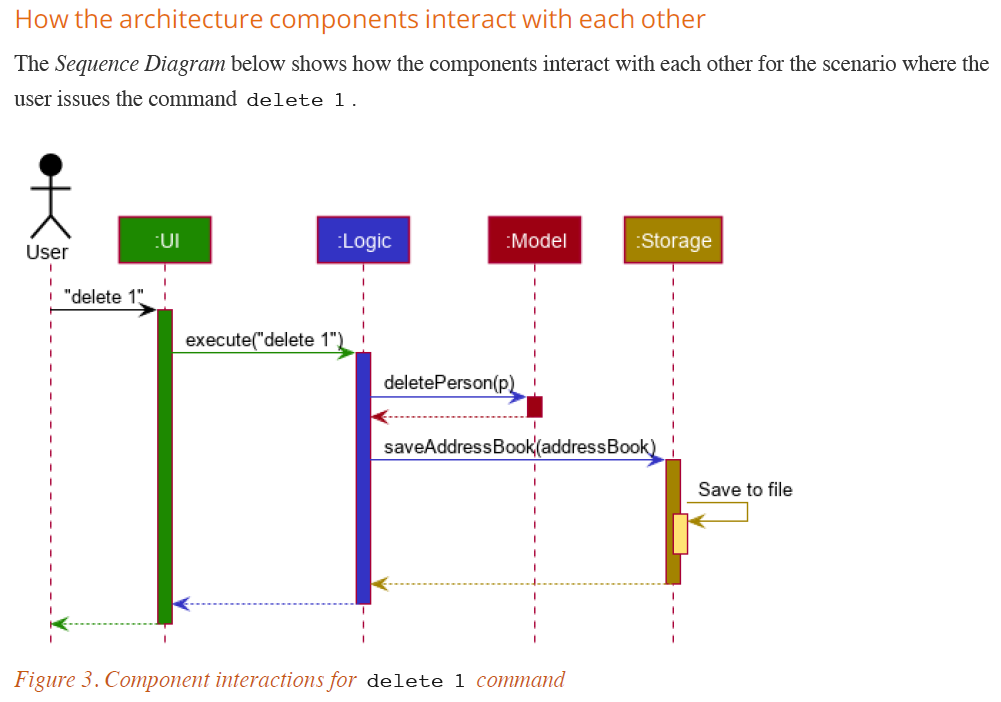 How the architecture components interact with each other
The Sequence Diagram below shows how the components interact with each other for the scenario where the
user issues the command delete 1.
User
:UI
:Logic
:Model
:Storage
"delete 1"
execute("delete 1")
deletePerson(p)
saveAddressBook(addressBook)
Save to file
Figure 3. Component interactions for delete 1 command